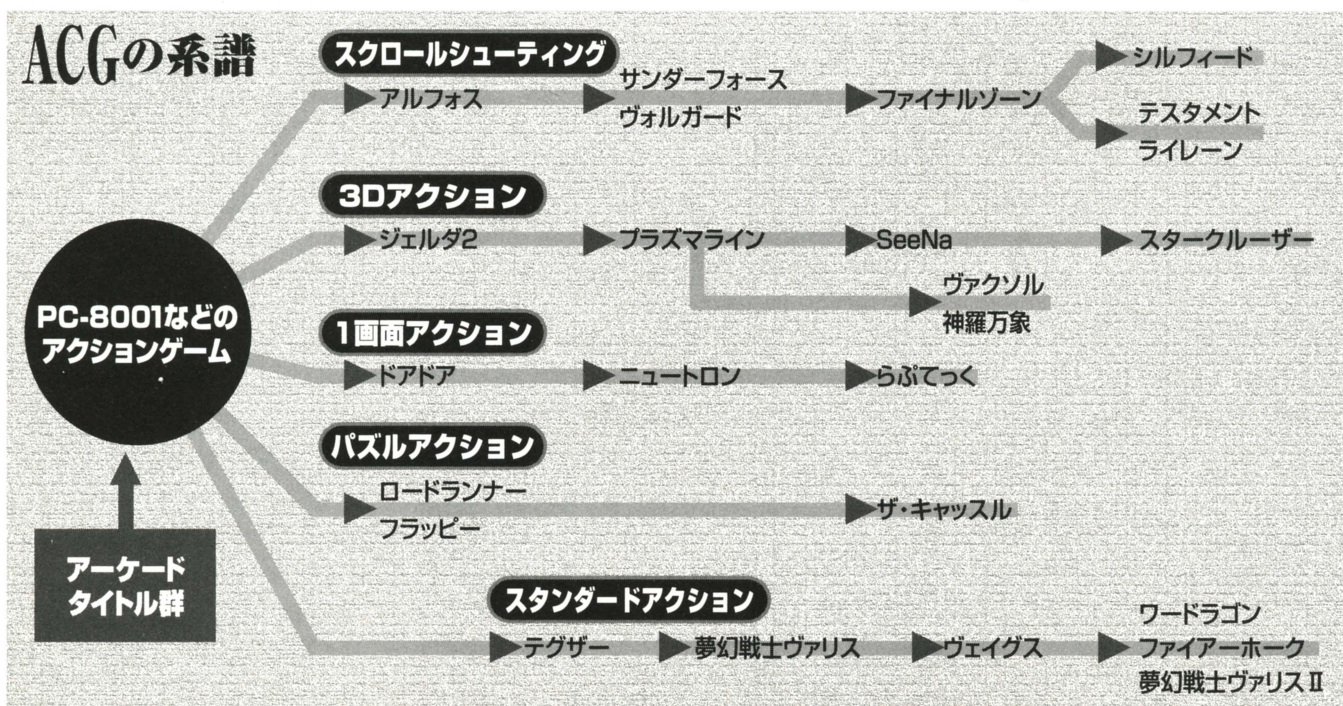 ACGの系譜
スクロールシューティング
アルフォス
サンダーフォース
ヴォルガード
ファイナルゾーン
シルフィード
テスタメント
ライレーン
3Dアクション
ジェルダ2
プラズマライン
SeeNa
スタークルーザー
ヴァクソル
神羅万象
PC-8001などの
アクションゲーム
1画面アクション
ドアドア
ニュートロン
らぷてっく
パズルアクション
ロードランナー
フラッピー
ザ・キャッスル
アーケード
タイトル群
スタンダードアクション
テグザー
夢幻戦士ヴァリス
ヴェイグス
ワードラゴン
ファイアーホーク
夢幻戦士ヴァリスⅡ